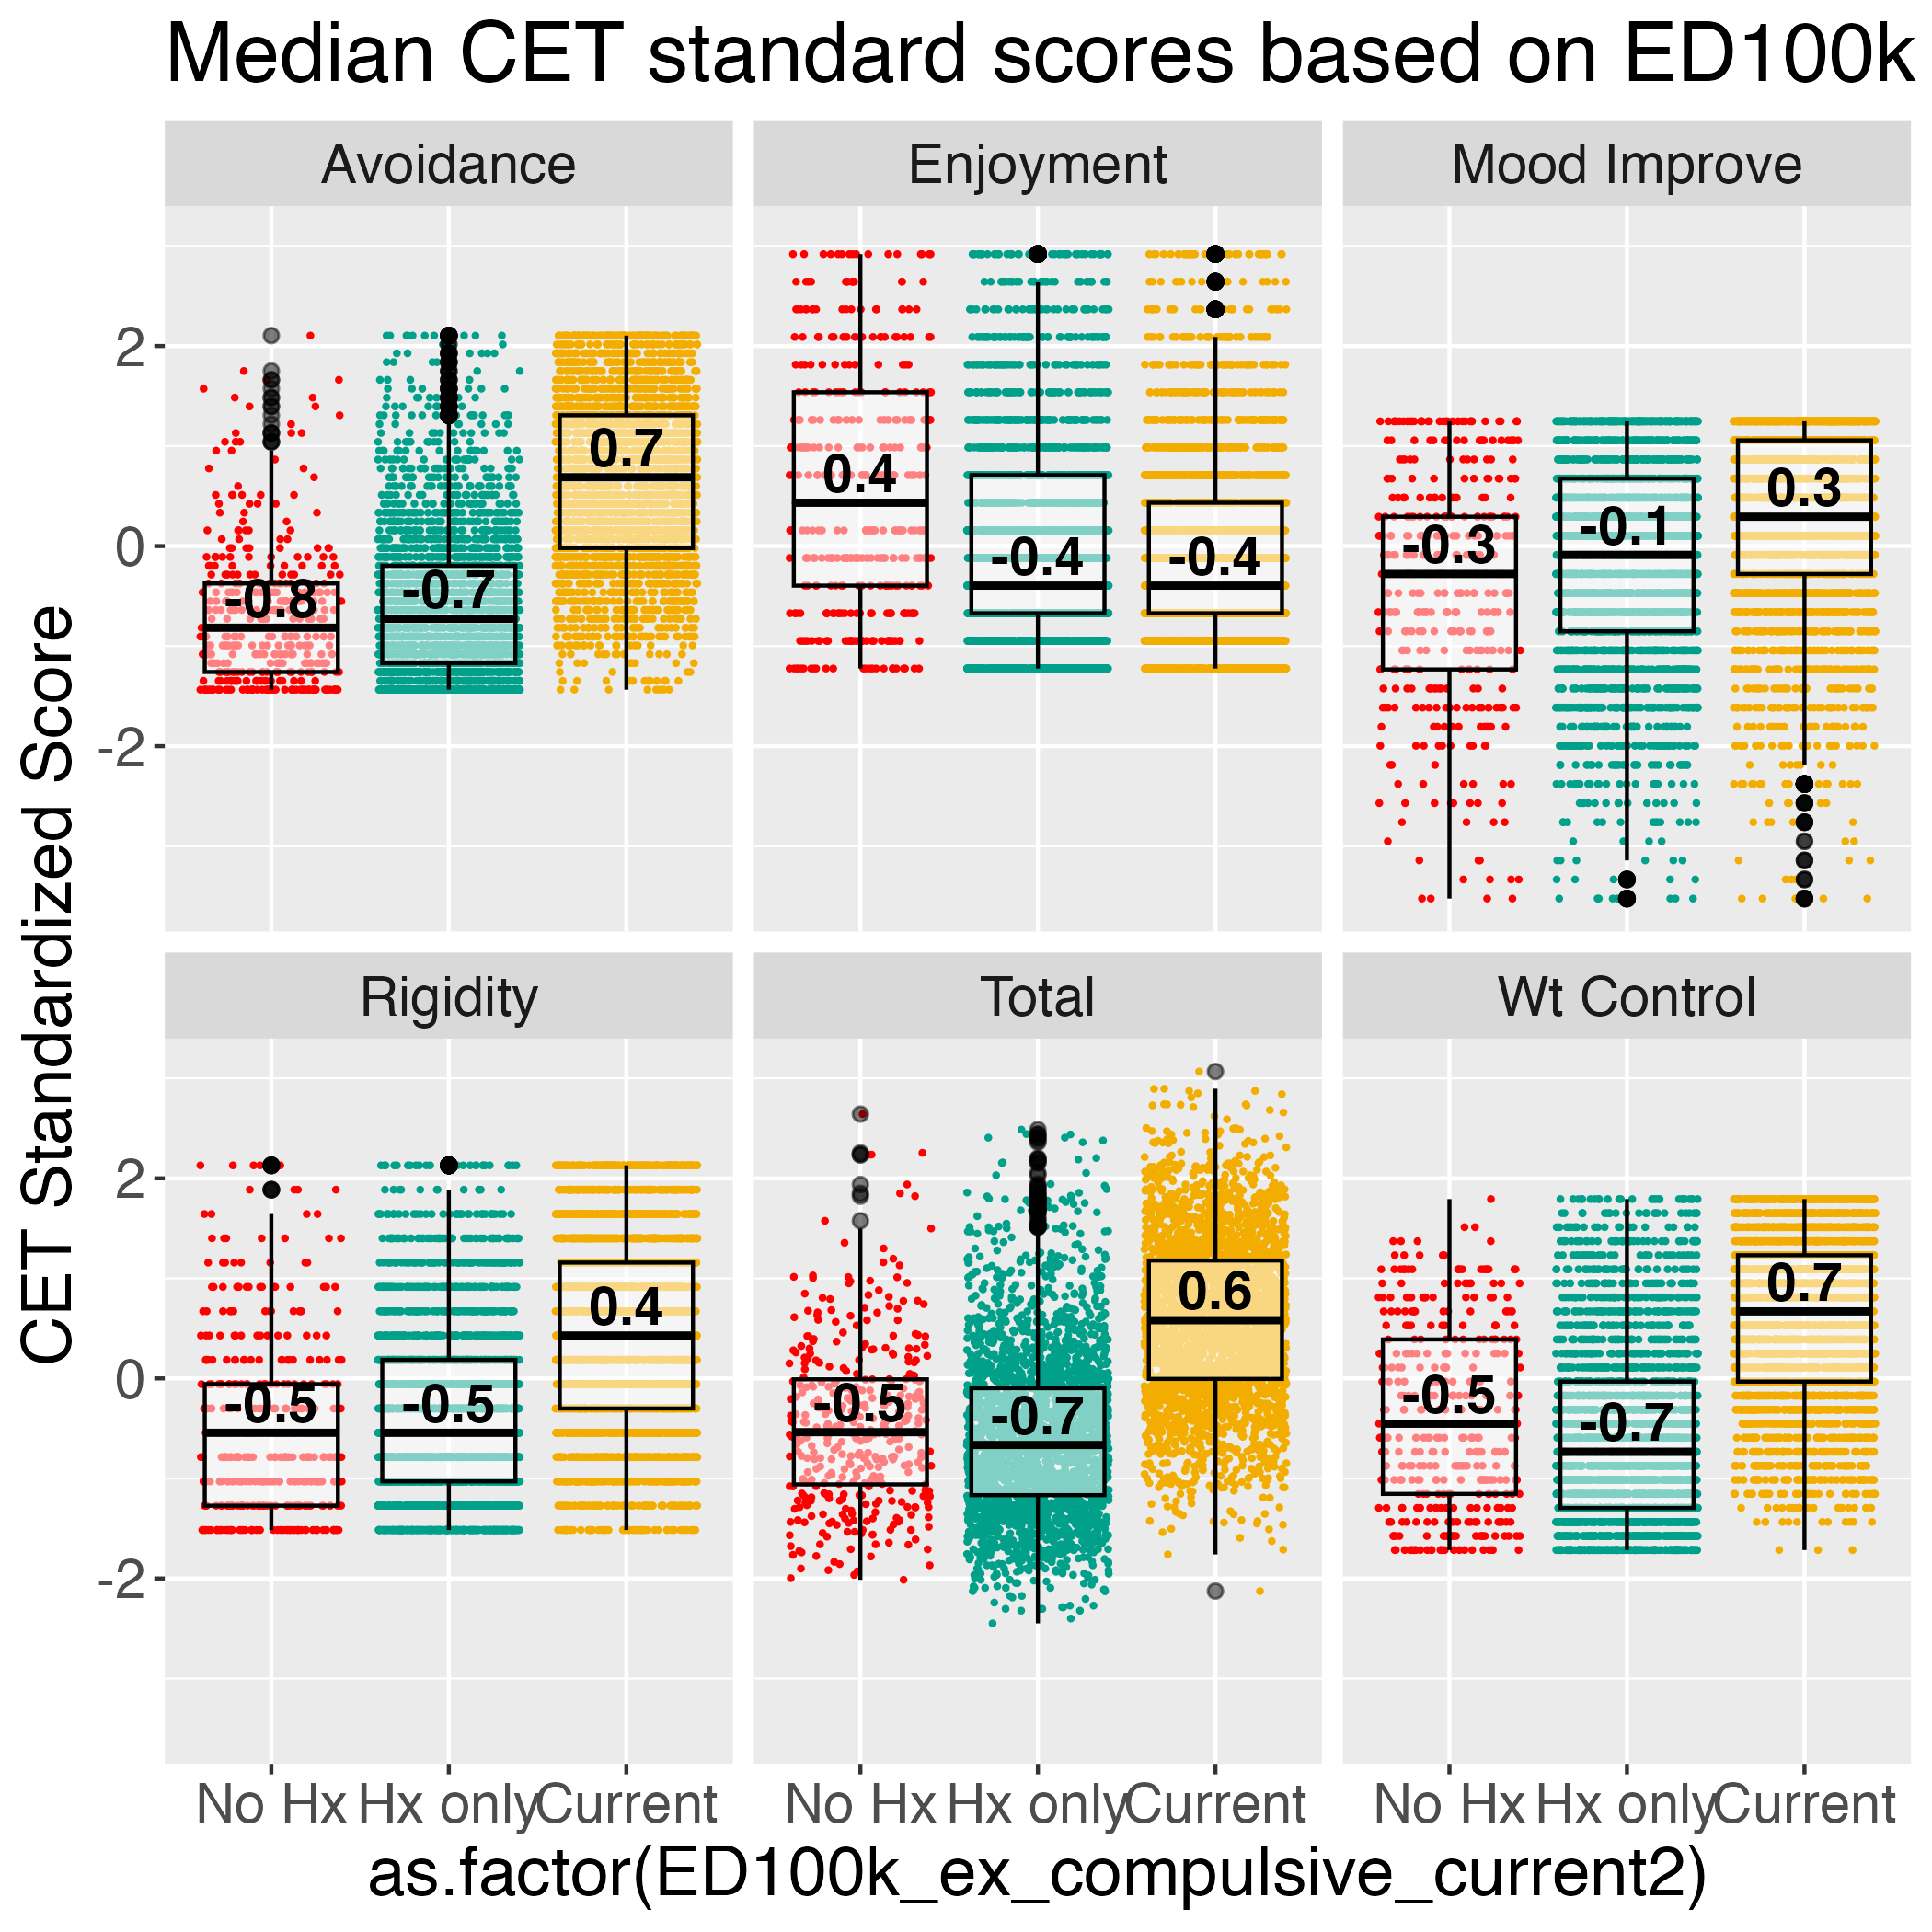 Median CET standard scores based on ED100k
Avoidance Enjoyment Mood Improve
CET Standardized Score
2
0
-2
-0.8 -0.7 0.7
0.4 -0.4 -0.4
-0.3 -0.1 0.3
Rigidity Total Wt Control
2
0
-2
-0.5 -0.5 0.4
-0.5 -0.7 0.6
-0.5 -0.7 0.7
No Hx Hx only Current No Hx Hx only Current No Hx Hx only Current
as.factor(ED100k_ex_compulsive_current2)